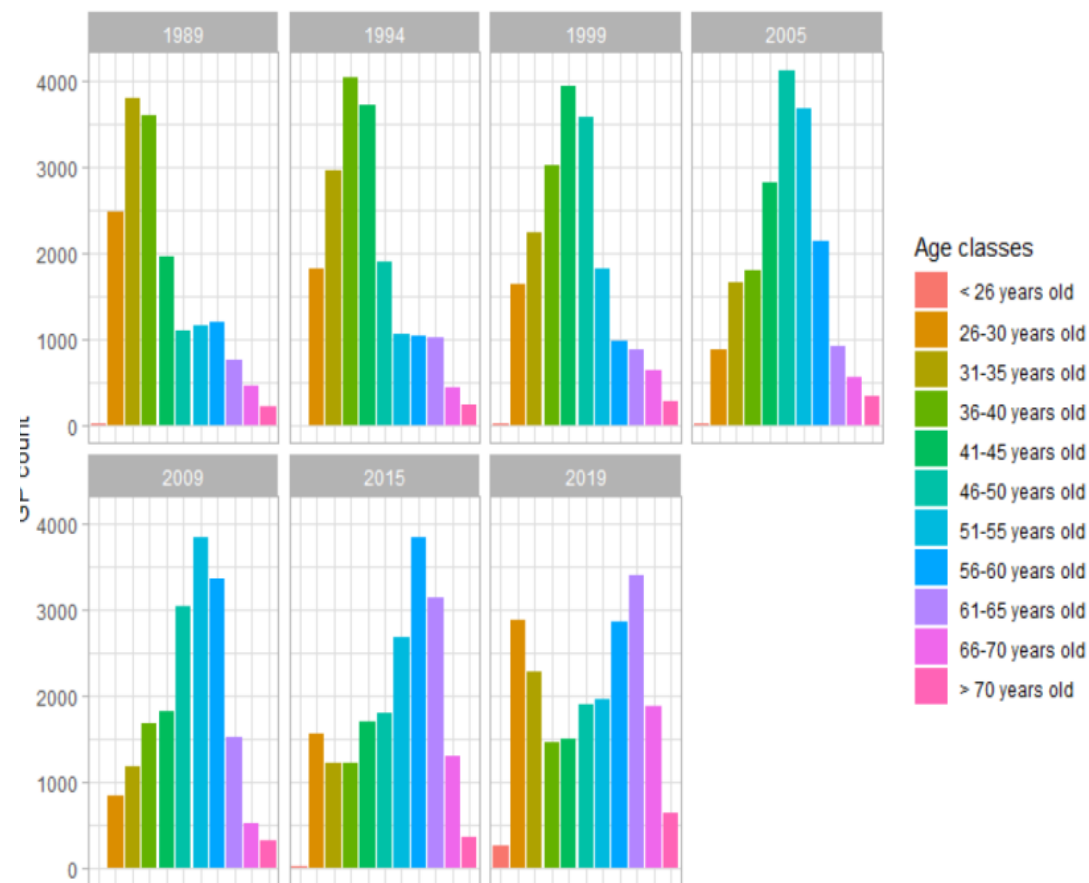 1989 1994 1999 2005
4000
3000
2000
1000
0
2009 2015 2019
4000
3000
2000
1000
0
GP count
Age classes
< 26 years old
26-30 years old
31-35 years old
36-40 years old
41-45 years old
46-50 years old
51-55 years old
56-60 years old
61-65 years old
66-70 years old
> 70 years old